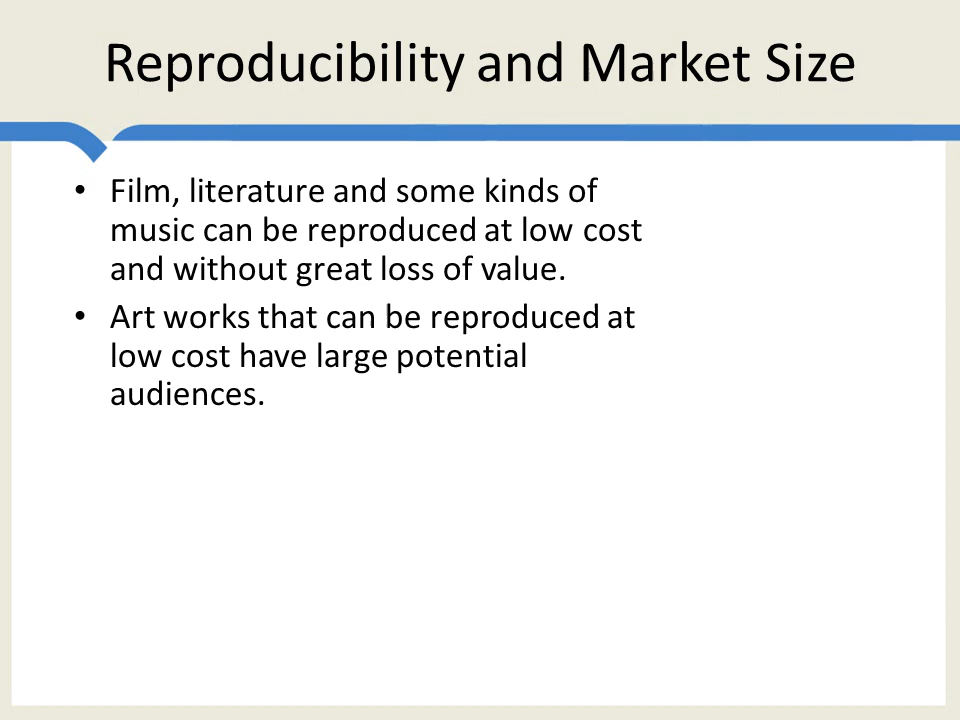 Reproducibility and Market Size
• Film, literature and some kinds of
music can be reproduced at low cost
and without great loss of value.
• Art works that can be reproduced at
low cost have large potential
audiences.